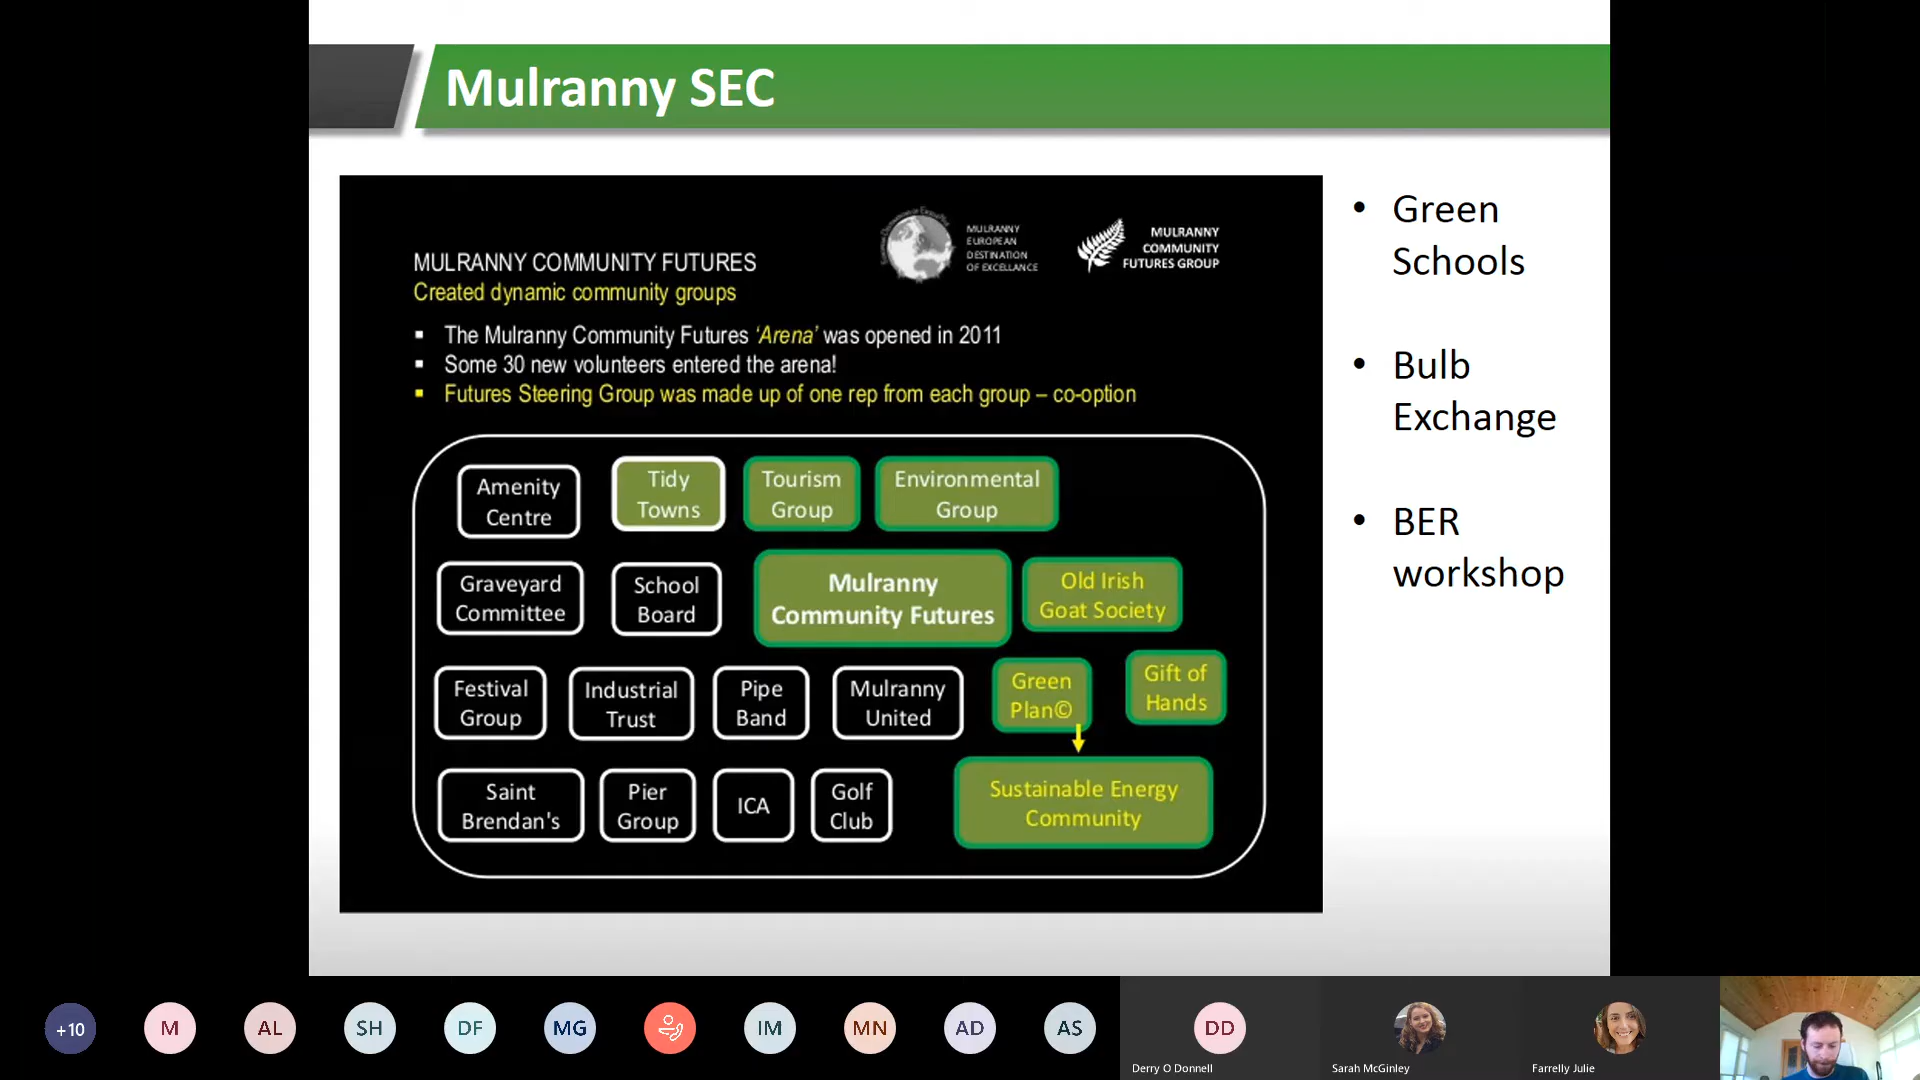 Mulranny SEC
MULRANNY
EUROPEAN
DESTINATION
OF EXCELLANCE
MULRANNY
COMMUNITY
FUTURES GROUP
MULRANNY COMMUNITY FUTURES
Created dynamic community groups
▪ The Mulranny Community Futures ‘Arena’ was opened in 2011
▪ Some 30 new volunteers entered the arena!
▪ Futures Steering Group was made up of one rep from each group – co-option
Amenity
Centre
Tidy
Towns
Tourism
Group
Environmental
Group
Graveyard
Committee
School
Board
Mulranny
Community Futures
Old Irish
Goat Society
Festival
Group
Industrial
Trust
Pipe
Band
Mulranny
United
Green
Plan©
Gift of
Hands
Saint
Brendan's
Pier
Group
ICA
Golf
Club
Sustainable Energy
Community
• Green
Schools
• Bulb
Exchange
• BER
workshop
+10
M
AL
SH
DF
MG
IM
MN
AD
AS
DD
Derry O Donnell
Sarah McGinley
Farrelly Julie